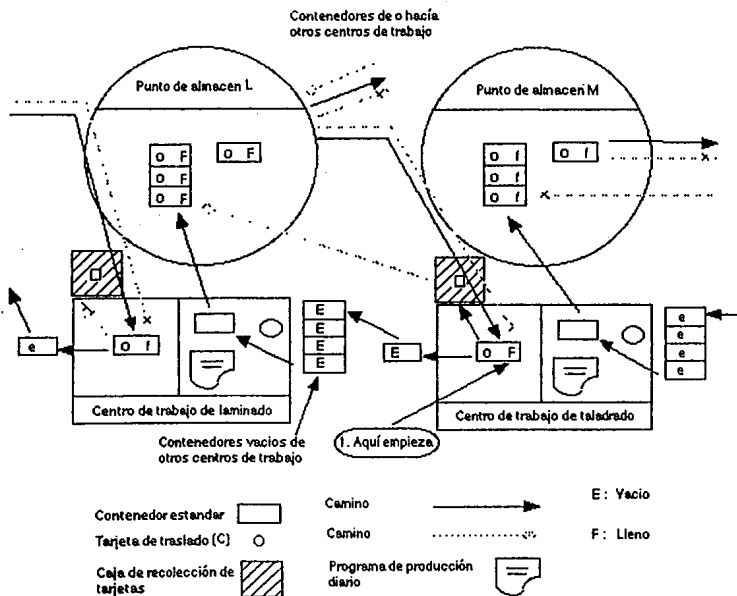 Contenedores de o hacía
otros centros de trabajo
Punto de almacen L
Punto de almacen M
o F
o F
o F
o F
o f
o f
o f
o f
e
o f
E
E
E
E
E
o F
e
e
e
e
Centro de trabajo de laminado
Centro de trabajo de taladrado
Contenedores vacios de
otros centros de trabajo
1. Aquí empieza
Contenedor estandar
Tarjeta de traslado (C)
Caja de recolección de
tarjetas
Camino
Camino
Programa de producción
diario
E : Yacio
F : Lleno